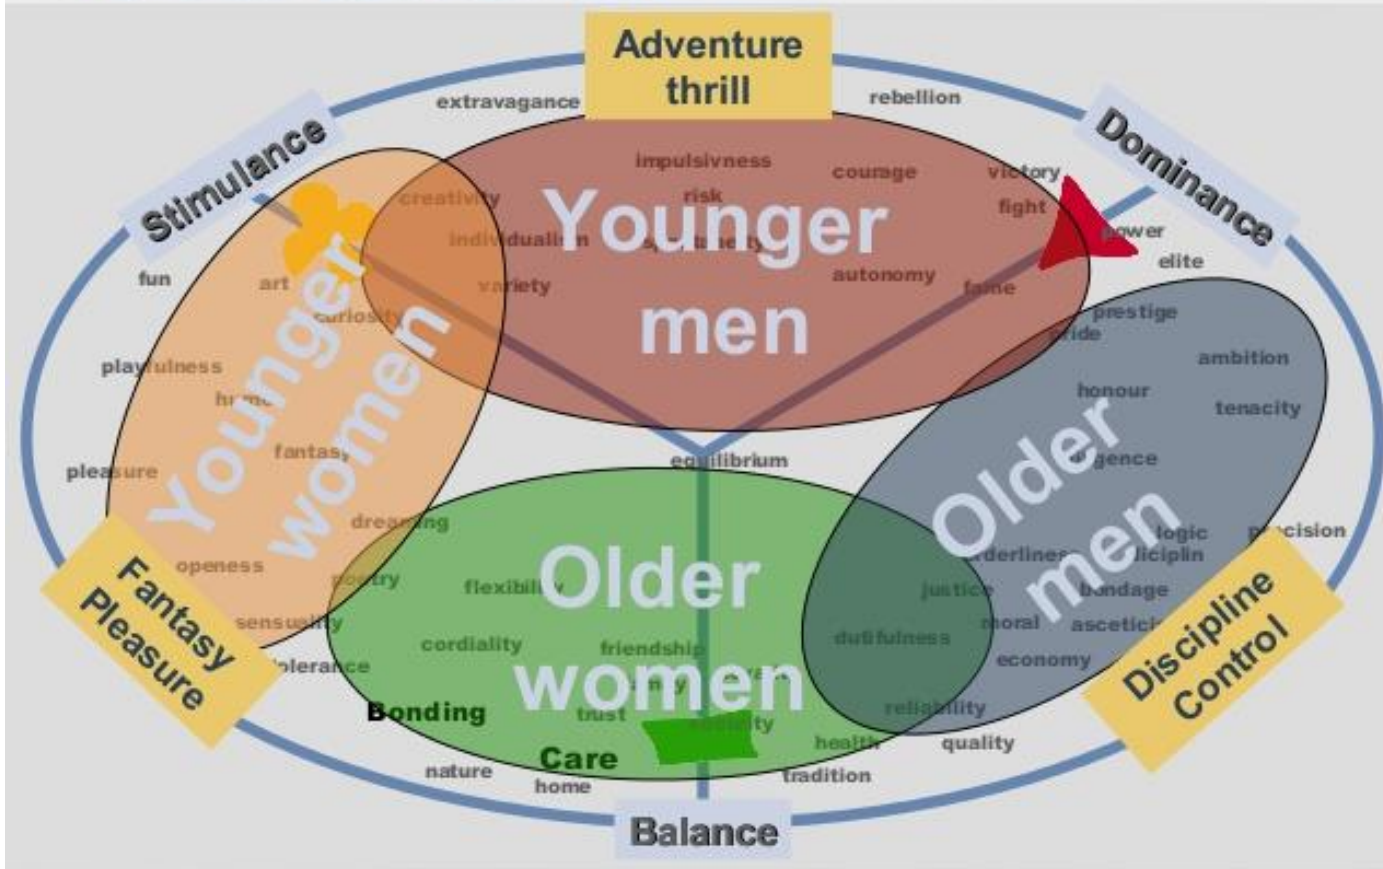 Adventure
thrill
extravagance
rebellion
Stimulance
Dominance
impulsivness
courage
victory
creativity
risk
fight
Younger
men
individualism
power
elite
fun
art
variety
autonomy
fame
curiosity
Younger
women
prestige
ambition
playfulness
honour
tenacity
fantasy
pleasure
equilibrium
Older
men
dreaming
logic
precision
openess
poetry
flexibility
Older
women
justice
bondage
sensuality
cordiality
friendship
dutifulness
moral
economy
Fantasy
Pleasure
Discipline
Control
Bonding
trust
reliability
Care
health
quality
nature
home
tradition
Balance